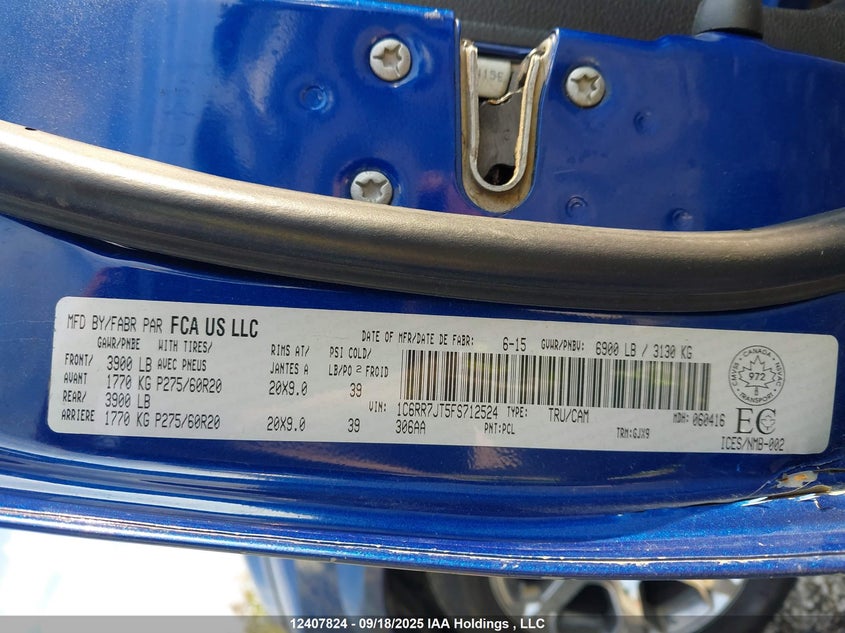 MFD BY/FABR PAR FCA US LLC
DATE OF MFR/DATE DE FABR: 6-15 GVWR/PNBV: 6900 LB / 3130 KG
GAWR/PNBE WITH TIRES/ RIMS AT/ PSI COLD/
FRONT/ 3900 LB AVEC PNEUS JANTES A LB/PO 2 FROID
AVANT 1770 KG P275/60R20 20X9.0 39
REAR/ 3900 LB VIN: 1C6RR7JT5FS712524 TYPE: TRU/CAM MDH: 060416
ARRIERE 1770 KG P275/60R20 20X9.0 39 306AA PNT:PCL TRM:GJX9
CANADA
972
EC
ICES/NMB-002
12407824 - 09/18/2025 IAA Holdings , LLC